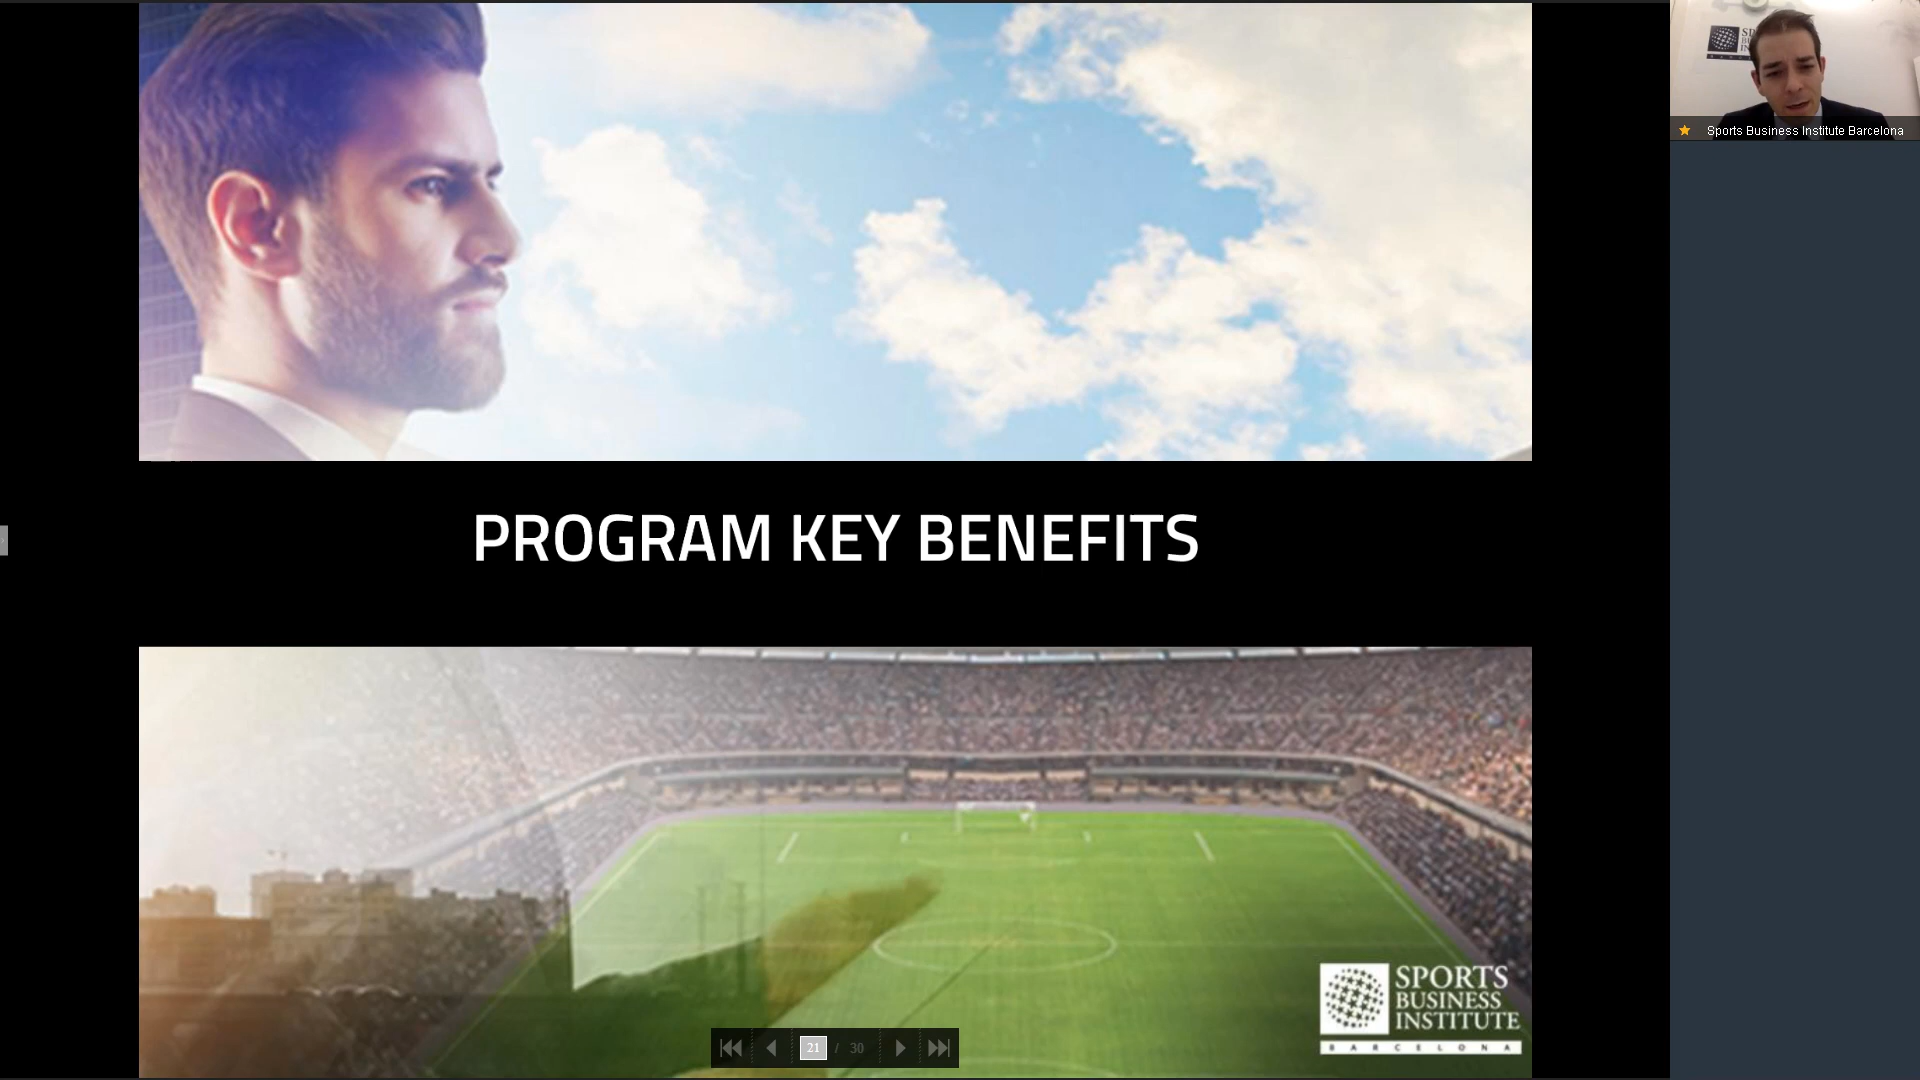 Sports Business Institute Barcelona
PROGRAM KEY BENEFITS
SPORTS
BUSINESS
INSTITUTE
BARCELONA
21 / 30